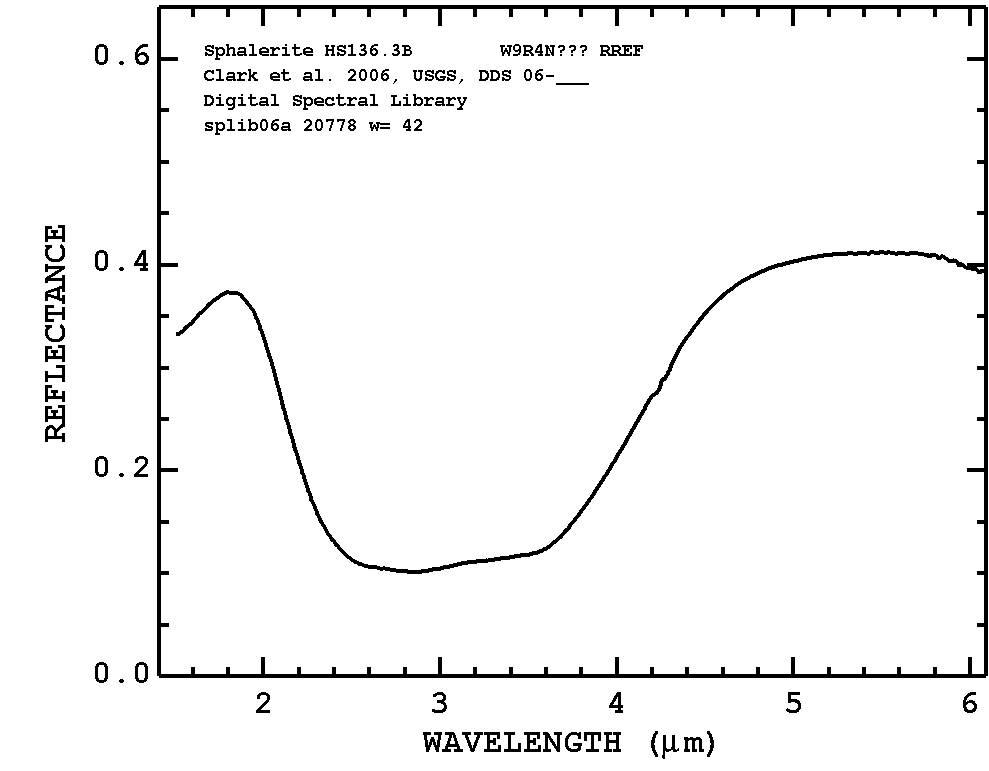 Sphalerite HS136.3B W9R4N??? RREF
Clark et al. 2006, USGS, DDS 06-___
Digital Spectral Library
splib06a 20778 w= 42
REFLECTANCE
0.6
0.4
0.2
0.0
2 3 4 5 6
WAVELENGTH (μm)